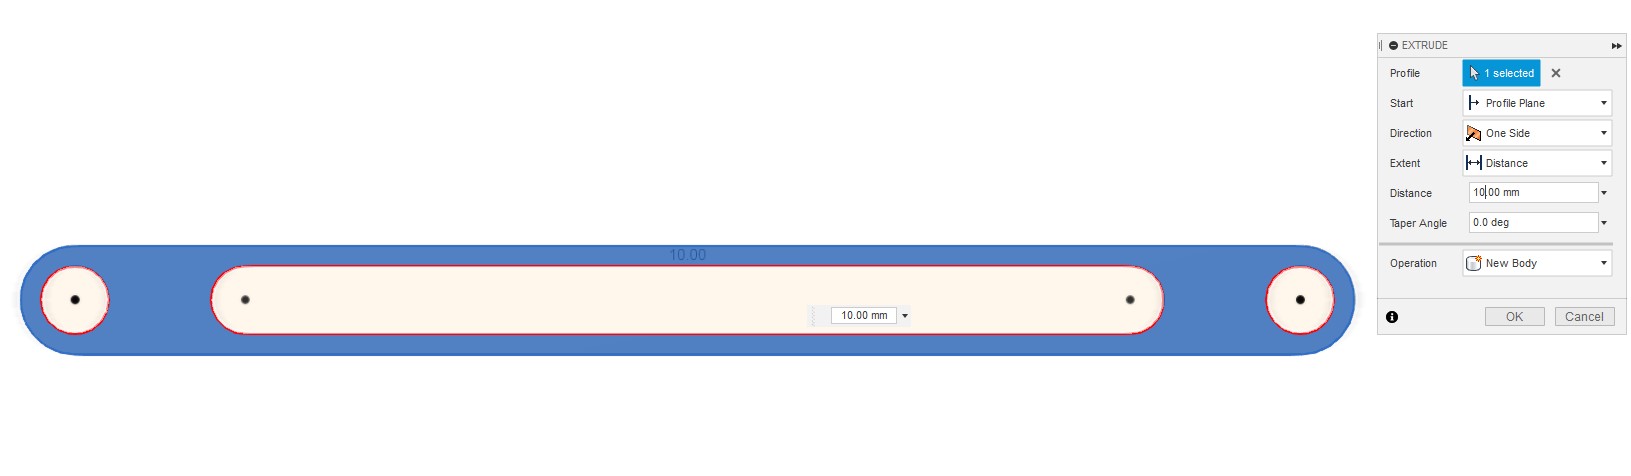 EXTRUDE
Profile 1 selected
Start Profile Plane
Direction One Side
Extent Distance
Distance 10.00 mm
Taper Angle 0.0 deg
Operation New Body
OK Cancel
10.00
10.00 mm